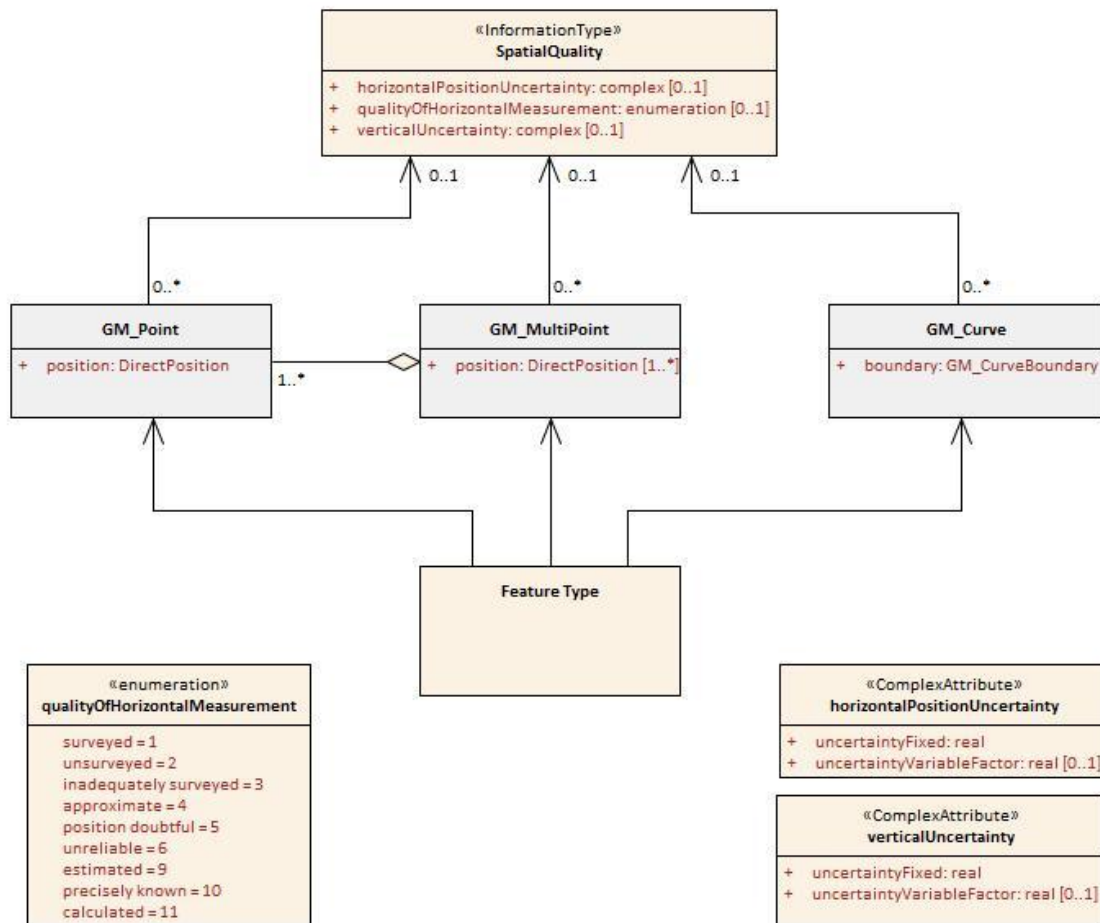 «InformationType»
SpatialQuality
+ horizontalPositionUncertainty: complex [0..1]
+ qualityOfHorizontalMeasurement: enumeration [0..1]
+ verticalUncertainty: complex [0..1]
0..1
0..1
0..1
0..*
0..*
0..*
GM_Point
+ position: DirectPosition
1..*
GM_MultiPoint
+ position: DirectPosition [1..*]
GM_Curve
+ boundary: GM_CurveBoundary
Feature Type
«enumeration»
qualityOfHorizontalMeasurement
surveyed = 1
unsurveyed = 2
inadequately surveyed = 3
approximate = 4
position doubtful = 5
unreliable = 6
estimated = 9
precisely known = 10
calculated = 11
«ComplexAttribute»
horizontalPositionUncertainty
+ uncertaintyFixed: real
+ uncertaintyVariableFactor: real [0..1]
«ComplexAttribute»
verticalUncertainty
+ uncertaintyFixed: real
+ uncertaintyVariableFactor: real [0..1]